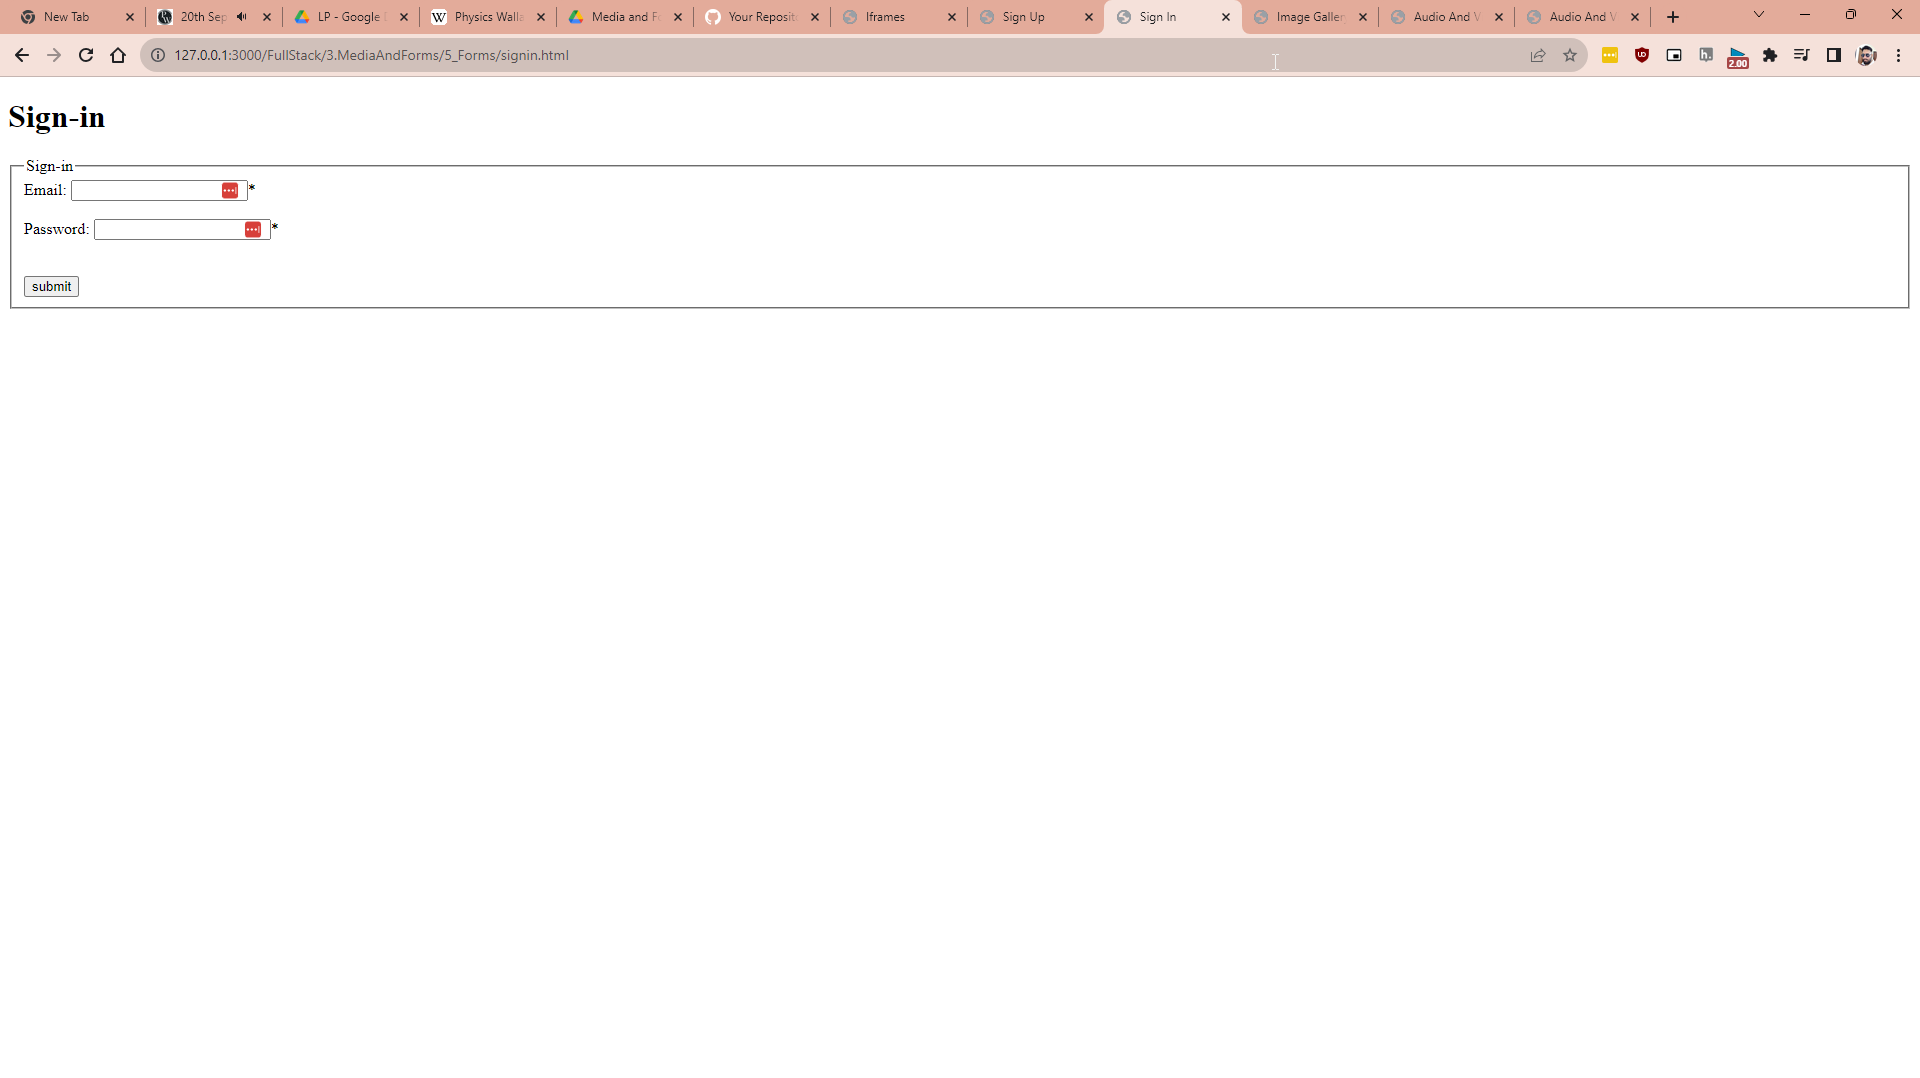 New Tab
20th Sep
LP - Google
Physics Walla
Media and Fo
Your Reposit
Iframes
Sign Up
Sign In
Image Galler
Audio And V
Audio And V
127.0.0.1:3000/FullStack/3.MediaAndForms/5_Forms/signin.html
2.00
Sign-in
Sign-in
Email: *
Password: *
submit